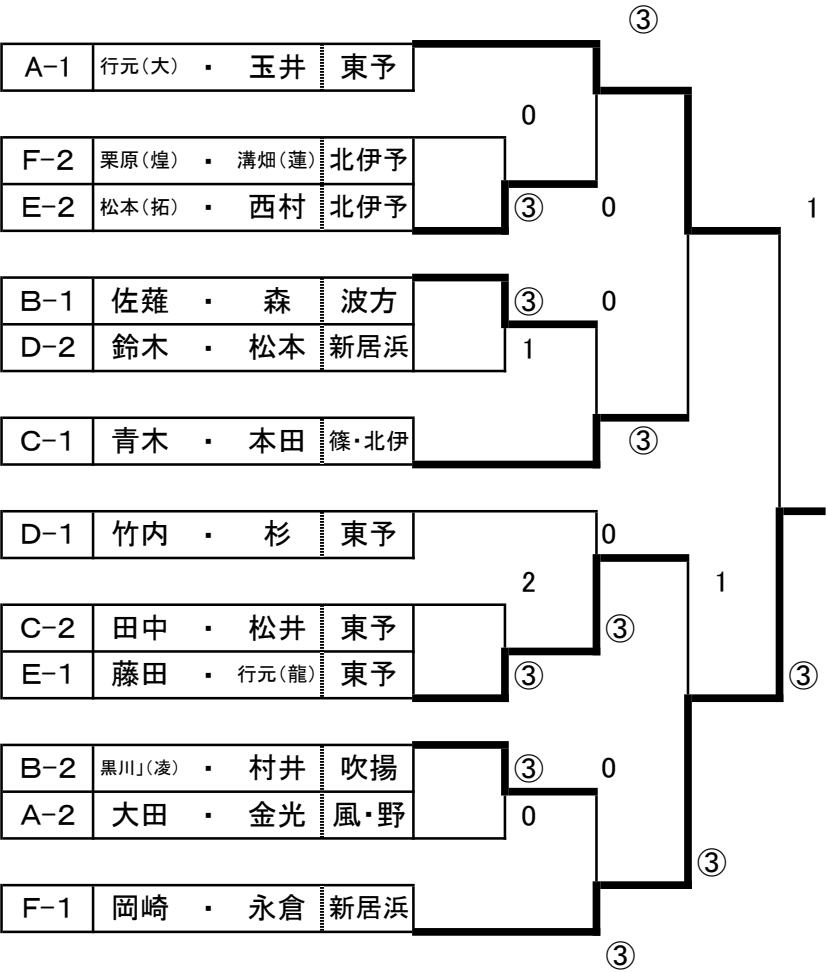 ③
A-1 行元(大) ・ 玉井 東予
0
F-2 栗原(煌) ・ 溝畑(蓮) 北伊予
E-2 松本(拓) ・ 西村 北伊予 ③ 0 1
B-1 佐薙 ・ 森 波方 ③ 0
D-2 鈴木 ・ 松本 新居浜 1
C-1 青木 ・ 本田 篠・北伊 ③
D-1 竹内 ・ 杉 東予 0
2 1
C-2 田中 ・ 松井 東予 ③
E-1 藤田 ・ 行元(龍) 東予 ③ ③
B-2 黒川」(凌) ・ 村井 吹揚 ③ 0
A-2 大田 ・ 金光 風・野 0
③
F-1 岡崎 ・ 永倉 新居浜
③